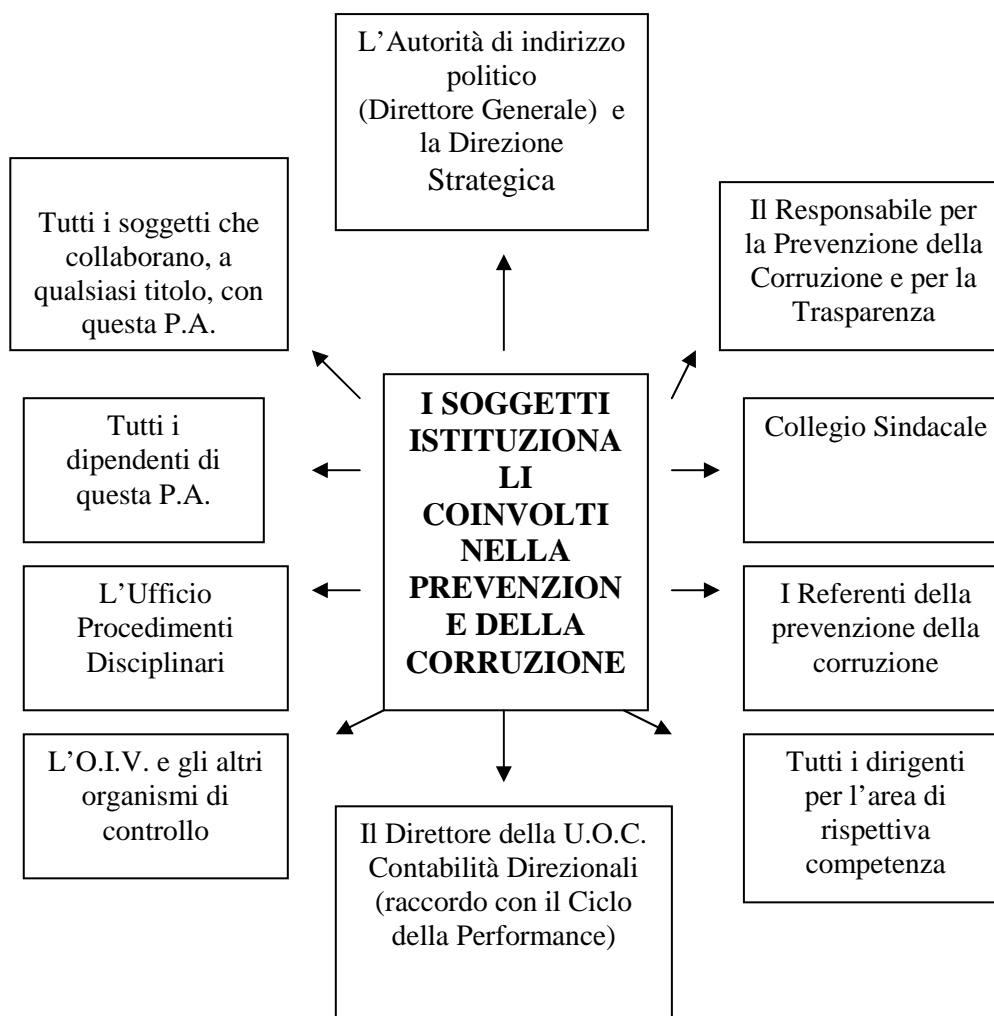 L’Autorità di indirizzo
politico
(Direttore Generale) e
la Direzione
Strategica
Tutti i soggetti che
collaborano, a
qualsiasi titolo, con
questa P.A.
Il Responsabile per
la Prevenzione della
Corruzione e per la
Trasparenza
I SOGGETTI
ISTITUZIONA
LI
COINVOLTI
NELLA
PREVENZION
E DELLA
CORRUZIONE
Tutti i
dipendenti di
questa P.A.
Collegio Sindacale
L’Ufficio
Procedimenti
Disciplinari
I Referenti della
prevenzione della
corruzione
L’O.I.V. e gli altri
organismi di
controllo
Tutti i dirigenti
per l’area di
rispettiva
competenza
Il Direttore della U.O.C.
Contabilità Direzionali
(raccordo con il Ciclo
della Performance)